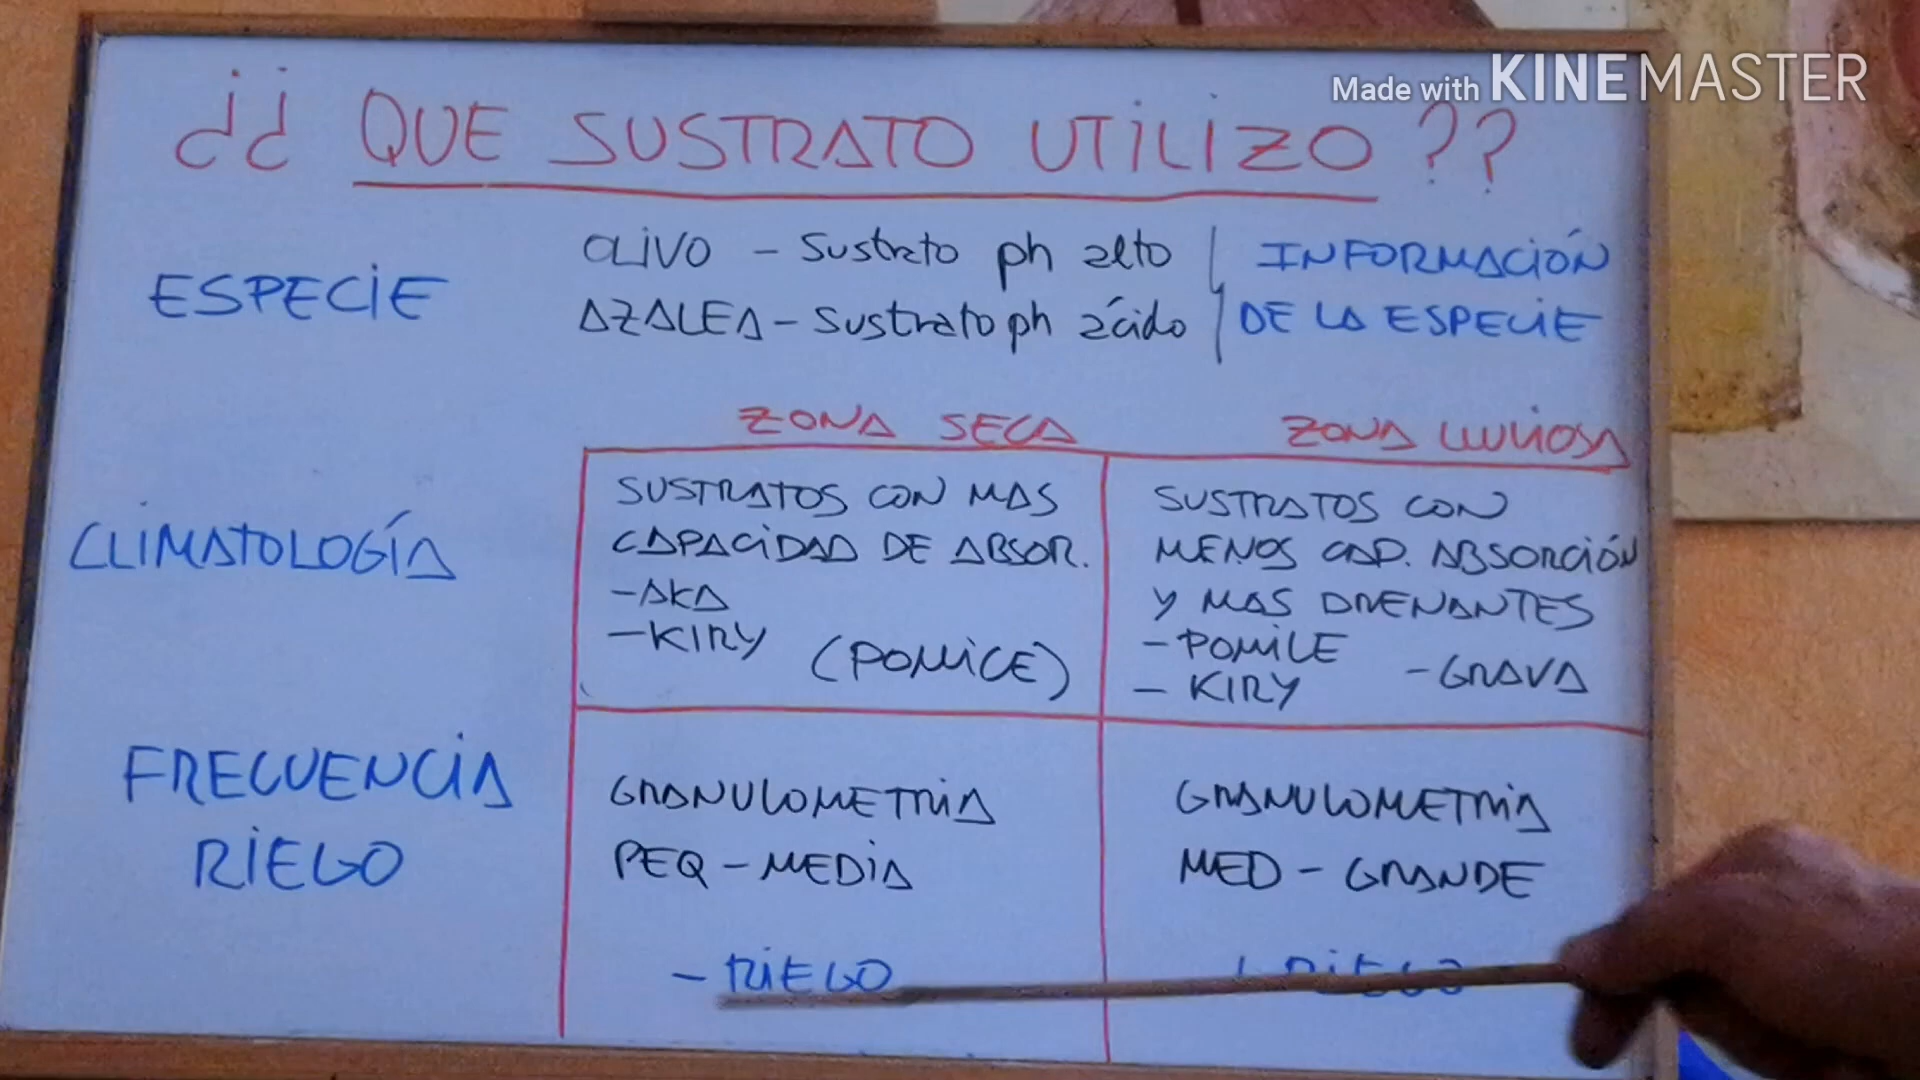 Made with KINEMASTER
¿¿ QUE SUSTRATO UTILIZO ??
ESPECIE
OLIVO - Sustrato ph alto
AZALEA - Sustrato ph ácido
INFORMACIÓN
DE LA ESPECIE
ZONA SECA
ZONA LLUVIOSA
CLIMATOLOGÍA
SUSTRATOS CON MAS
CAPACIDAD DE ABSOR.
- AKA
- KIRY (POMICE)
SUSTRATOS CON
MENOS CAP. ABSORCIÓN
Y MAS DRENANTES
- POMICE - GRAVA
- KIRY
FRECUENCIA
RIEGO
GRANULOMETRIA
PEQ - MEDIA
- RIEGO
GRANULOMETRIA
MED - GRANDE